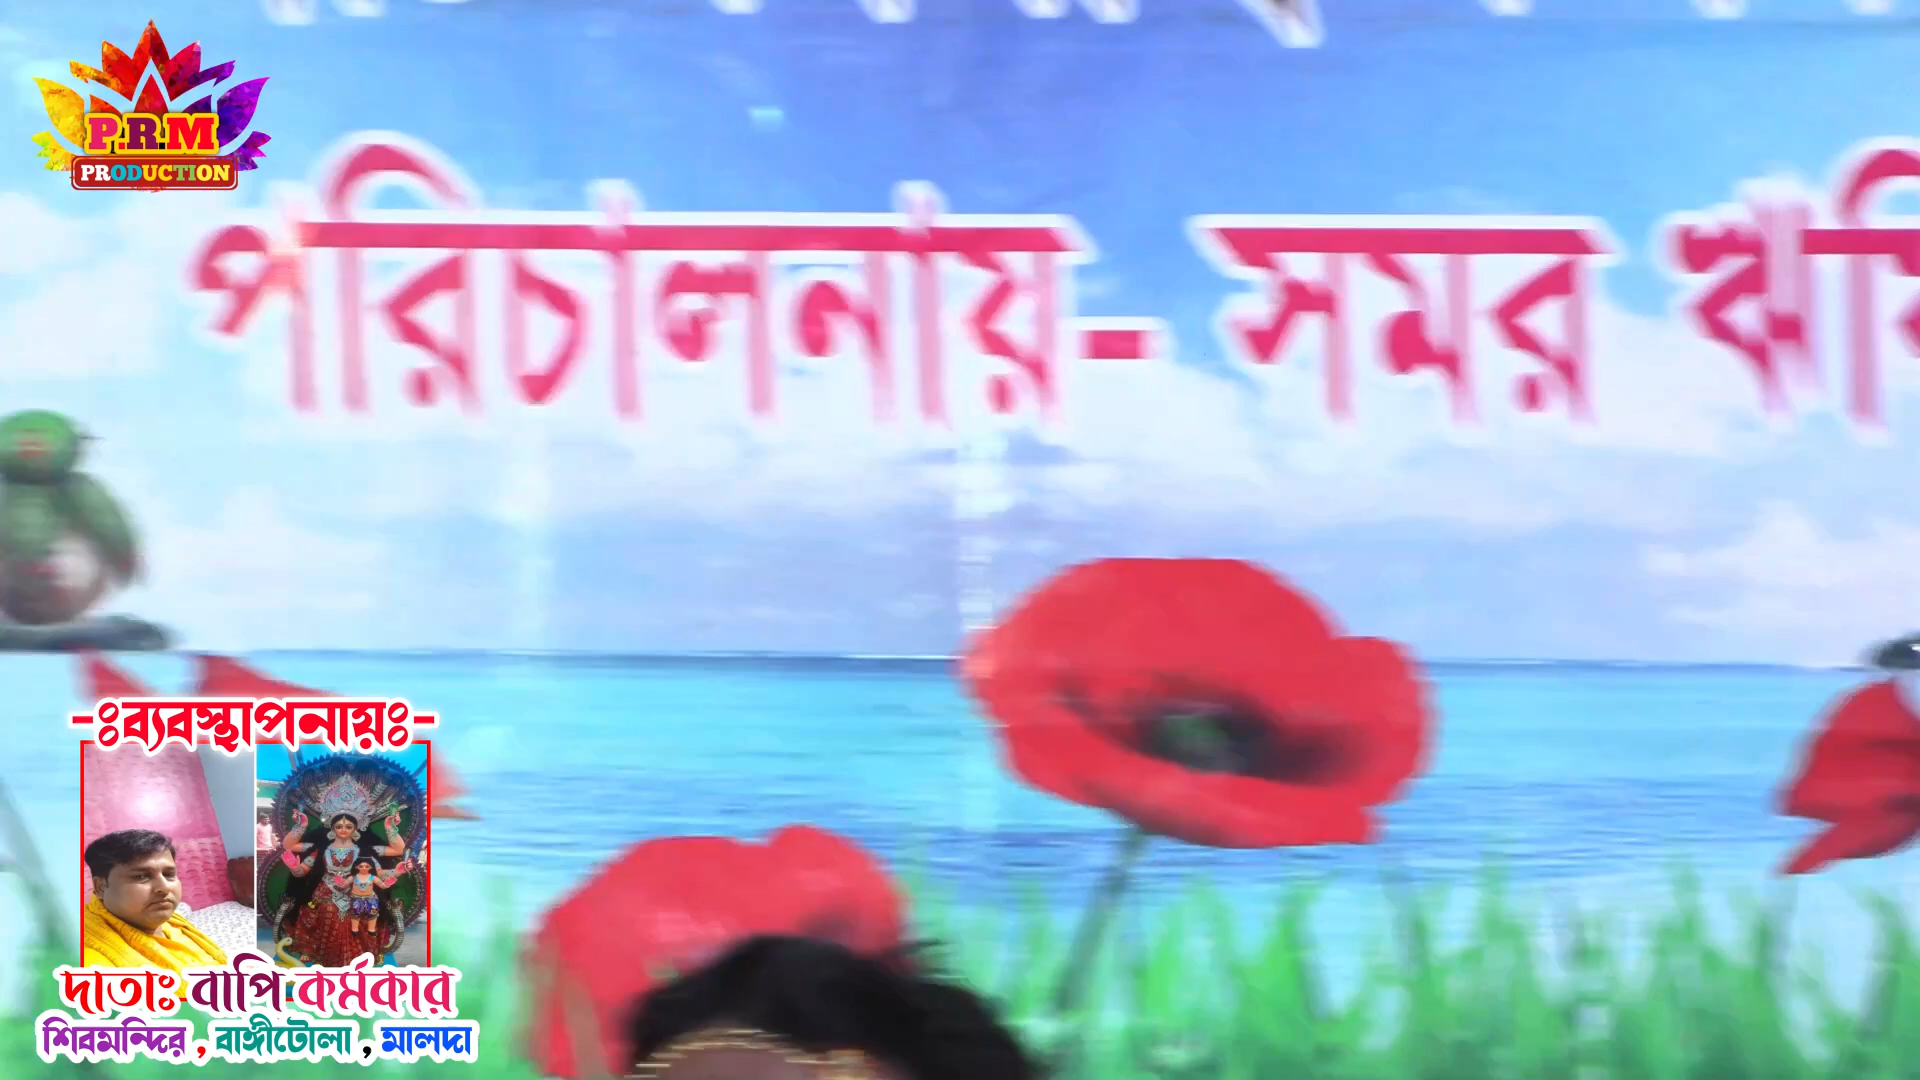 P.R.M
PRODUCTION
পরিচালনায়- সমর
-ঃব্যবস্থাপনায়ঃ-
দাতাঃ বাপি কর্মকার
শিবমন্দির , বাঙ্গীটোলা , মালদা